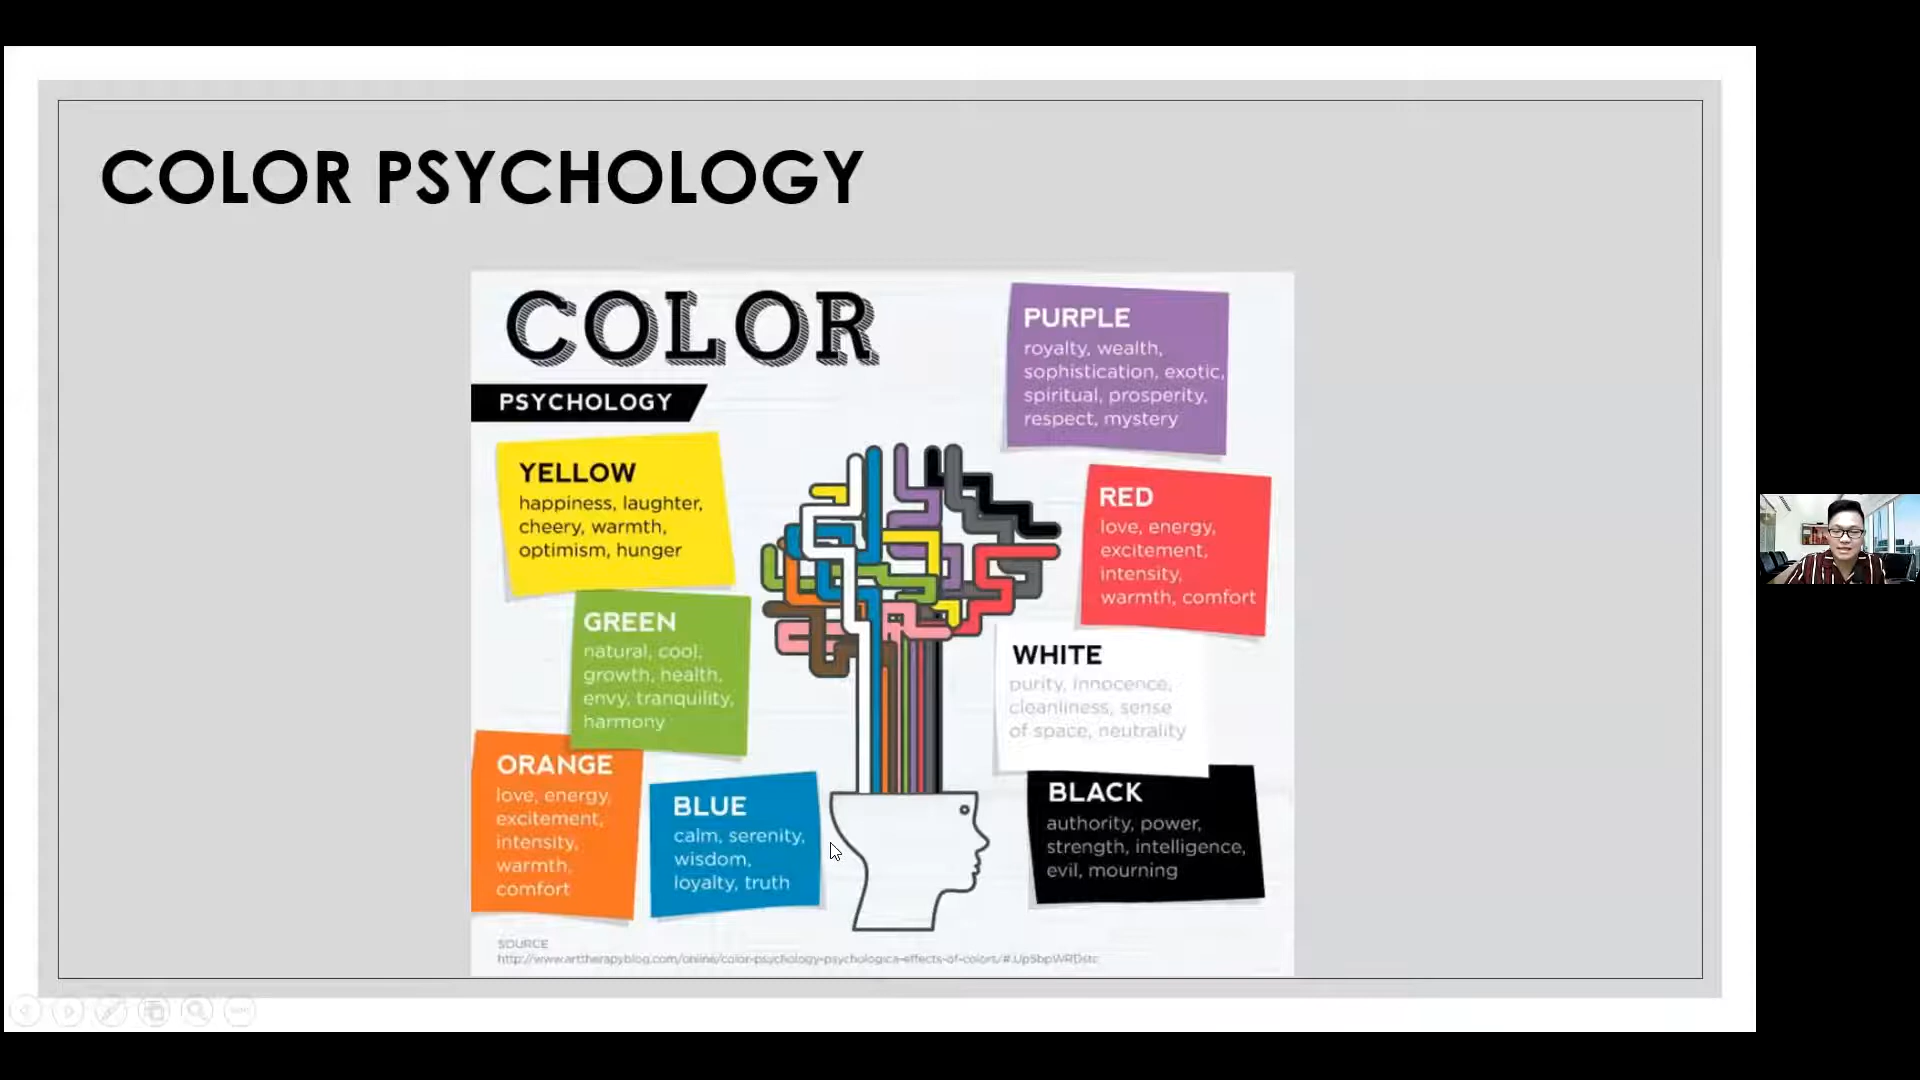 COLOR PSYCHOLOGY
COLOR
PSYCHOLOGY
PURPLE
royalty, wealth,
sophistication, exotic,
spiritual, prosperity,
respect, mystery
YELLOW
happiness, laughter,
cheery, warmth,
optimism, hunger
RED
love, energy,
excitement,
intensity,
warmth, comfort
GREEN
natural, cool,
growth, health,
envy, tranquility,
harmony
WHITE
purity, innocence,
cleanliness, sense
of space, neutrality
ORANGE
love, energy,
excitement,
intensity,
warmth,
comfort
BLUE
calm, serenity,
wisdom,
loyalty, truth
BLACK
authority, power,
strength, intelligence,
evil, mourning
SOURCE